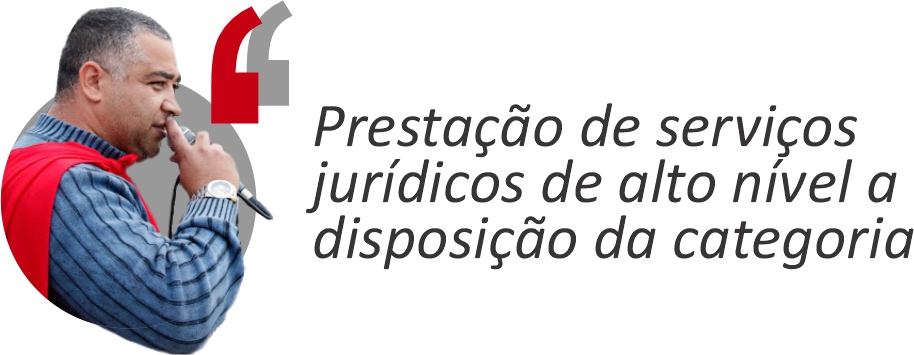 Prestação de serviços
jurídicos de alto nível a
disposição da categoria